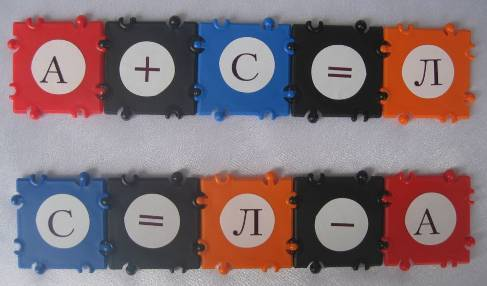 А + С = Л
С = Л − А